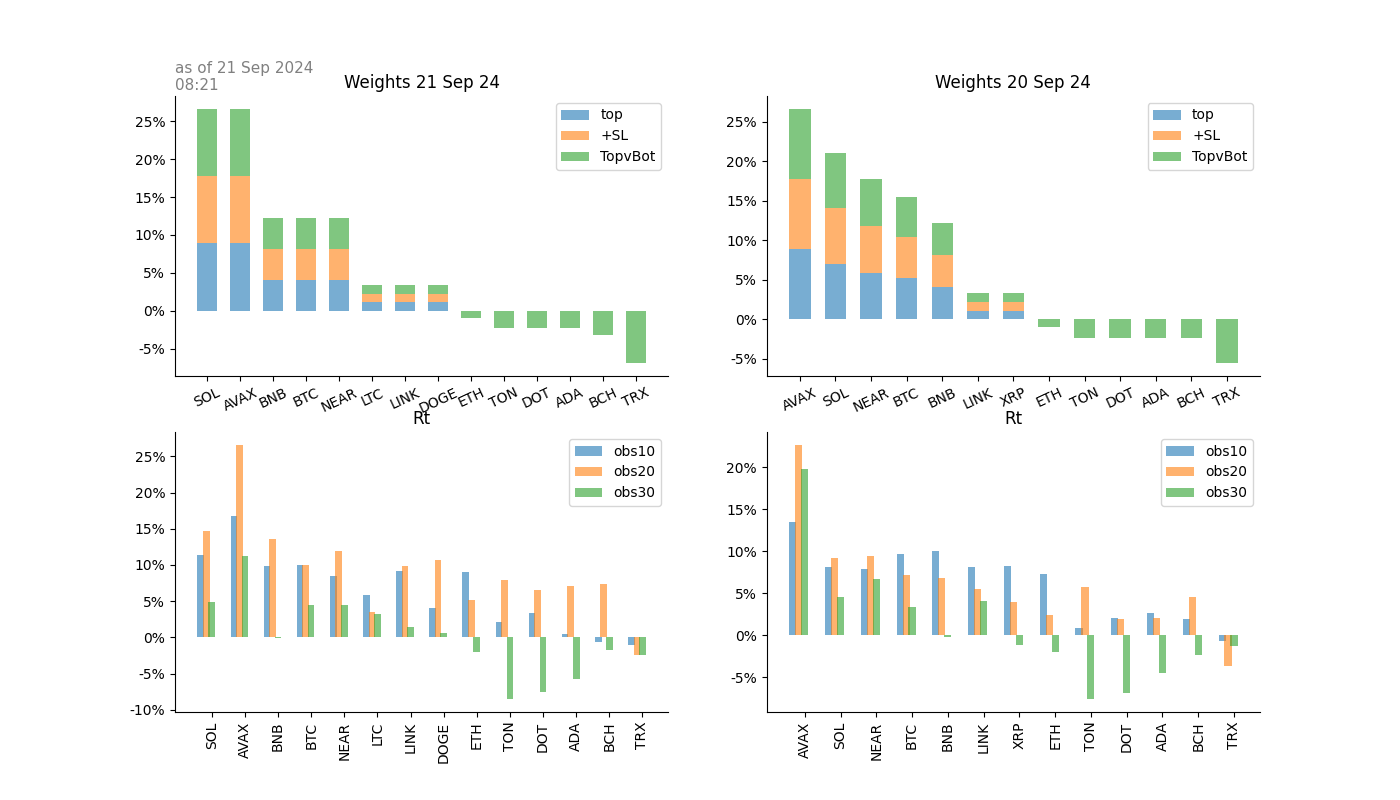 as of 21 Sep 2024
08:21
Weights 21 Sep 24
25%
20%
15%
10%
5%
0%
-5%
top
+SL
TopvBot
SOL AVAX BNB BTC NEAR LTC LINK DOGE ETH TON DOT ADA BCH TRX
Weights 20 Sep 24
25%
20%
15%
10%
5%
0%
-5%
top
+SL
TopvBot
AVAX SOL NEAR BTC BNB LINK XRP ETH TON DOT ADA BCH TRX
Rt
25%
20%
15%
10%
5%
0%
-5%
-10%
obs10
obs20
obs30
SOL AVAX BNB BTC NEAR LTC LINK DOGE ETH TON DOT ADA BCH TRX
Rt
20%
15%
10%
5%
0%
-5%
obs10
obs20
obs30
AVAX SOL NEAR BTC BNB LINK XRP ETH TON DOT ADA BCH TRX